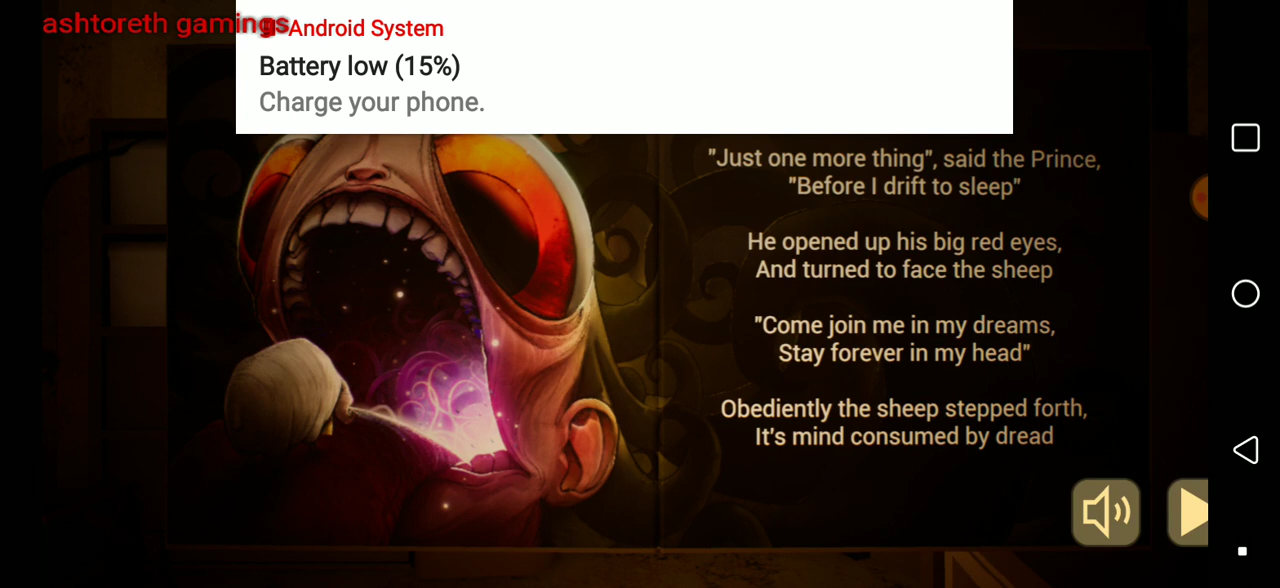 ashtoreth gamings
Android System
Battery low (15%)
Charge your phone.
"Just one more thing", said the Prince,
"Before I drift to sleep"
He opened up his big red eyes,
And turned to face the sheep
"Come join me in my dreams,
Stay forever in my head"
Obediently the sheep stepped forth,
It's mind consumed by dread